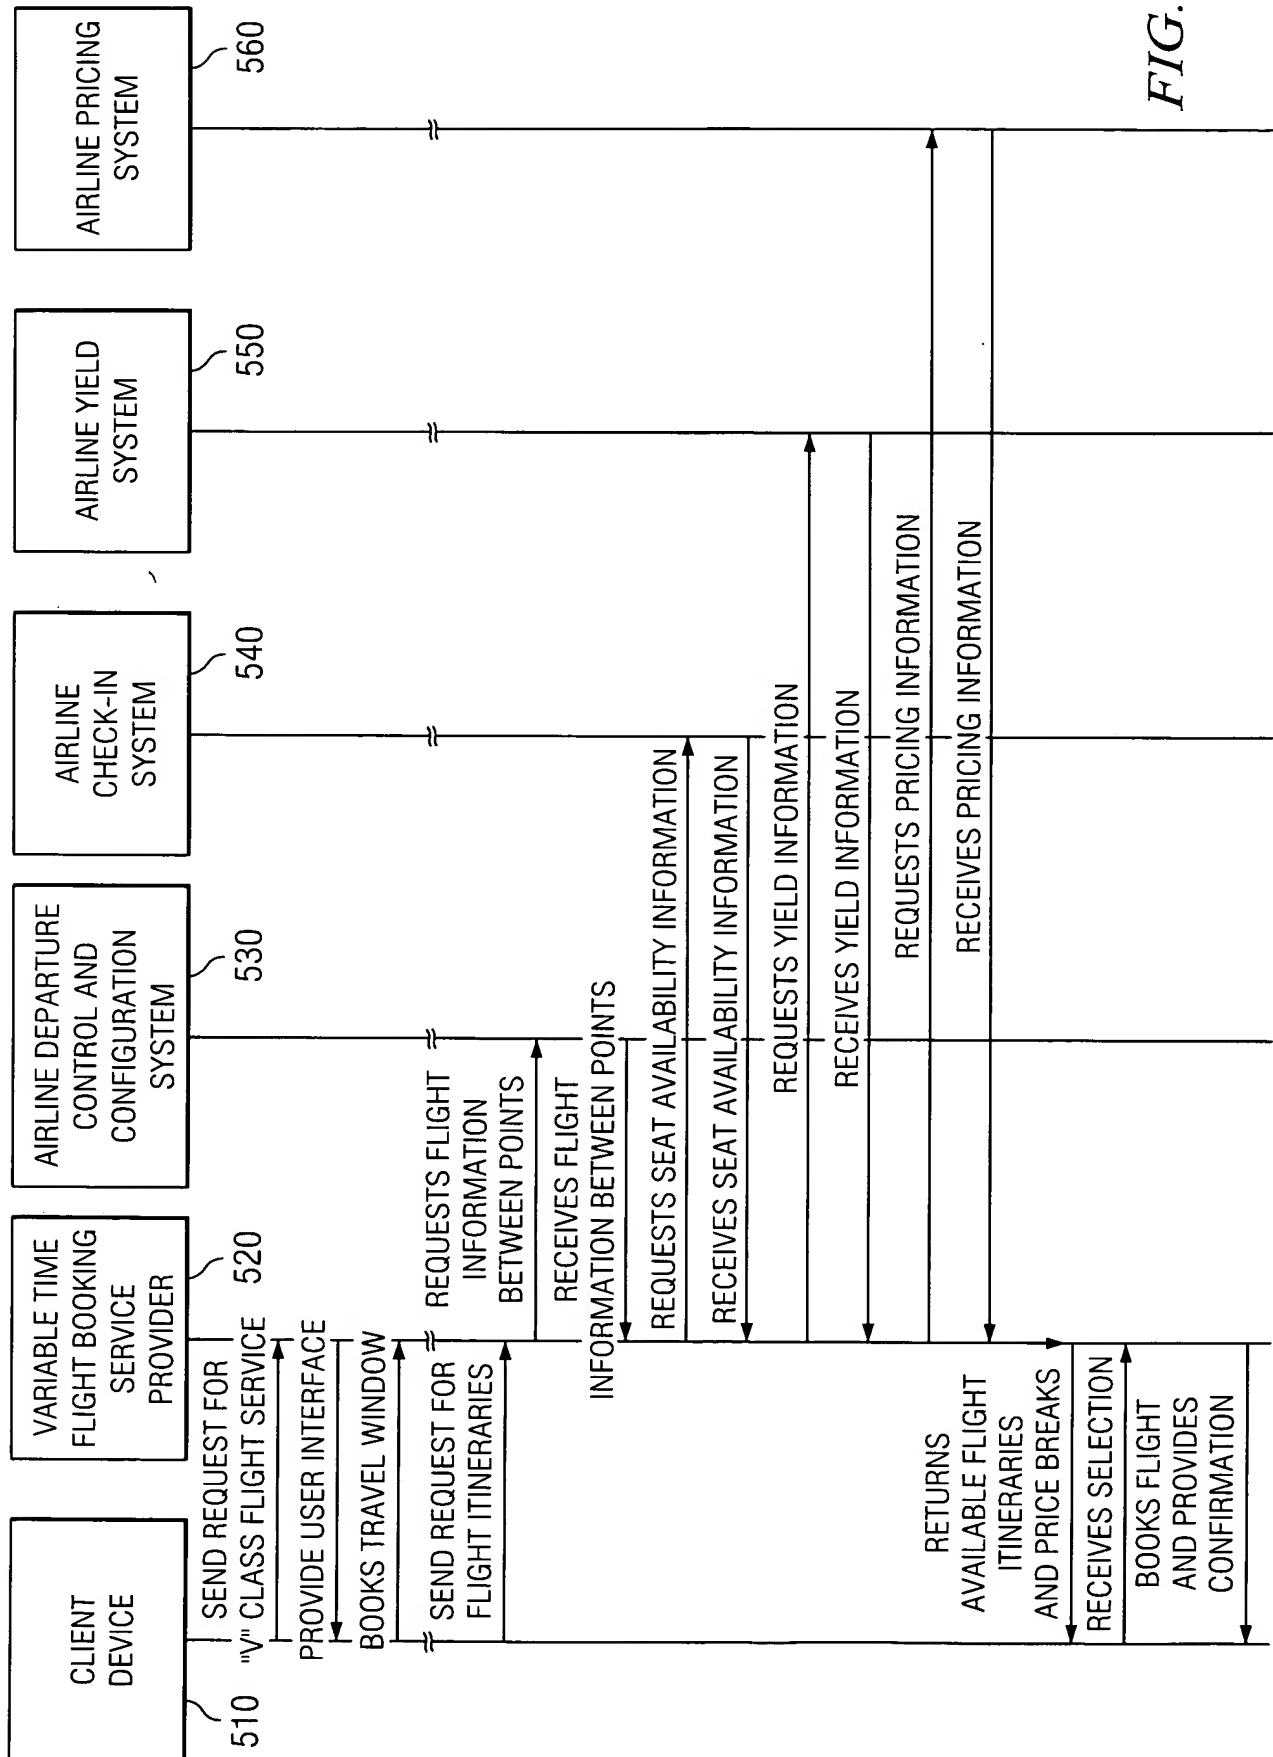 CLIENT
DEVICE
510
VARIABLE TIME
FLIGHT BOOKING
SERVICE
PROVIDER
520
AIRLINE DEPARTURE
CONTROL AND
CONFIGURATION
SYSTEM
530
AIRLINE
CHECK-IN
SYSTEM
540
AIRLINE YIELD
SYSTEM
550
AIRLINE PRICING
SYSTEM
560
SEND REQUEST FOR
"V" CLASS FLIGHT SERVICE
PROVIDE USER INTERFACE
BOOKS TRAVEL WINDOW
SEND REQUEST FOR
FLIGHT ITINERARIES
REQUESTS FLIGHT
INFORMATION
BETWEEN POINTS
RECEIVES FLIGHT
INFORMATION BETWEEN POINTS
REQUESTS SEAT AVAILABILITY INFORMATION
RECEIVES SEAT AVAILABILITY INFORMATION
REQUESTS YIELD INFORMATION
RECEIVES YIELD INFORMATION
REQUESTS PRICING INFORMATION
RECEIVES PRICING INFORMATION
RETURNS
AVAILABLE FLIGHT
ITINERARIES
AND PRICE BREAKS
RECEIVES SELECTION
BOOKS FLIGHT
AND PROVIDES
CONFIRMATION
FIG.